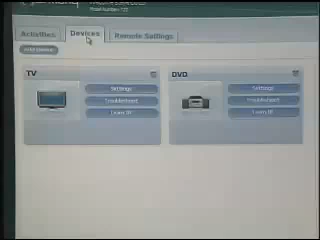 Activities
Devices
Remote Settings
Add Device
TV
Settings
Troubleshoot
Learn IR
DVD
Settings
Troubleshoot
Learn IR